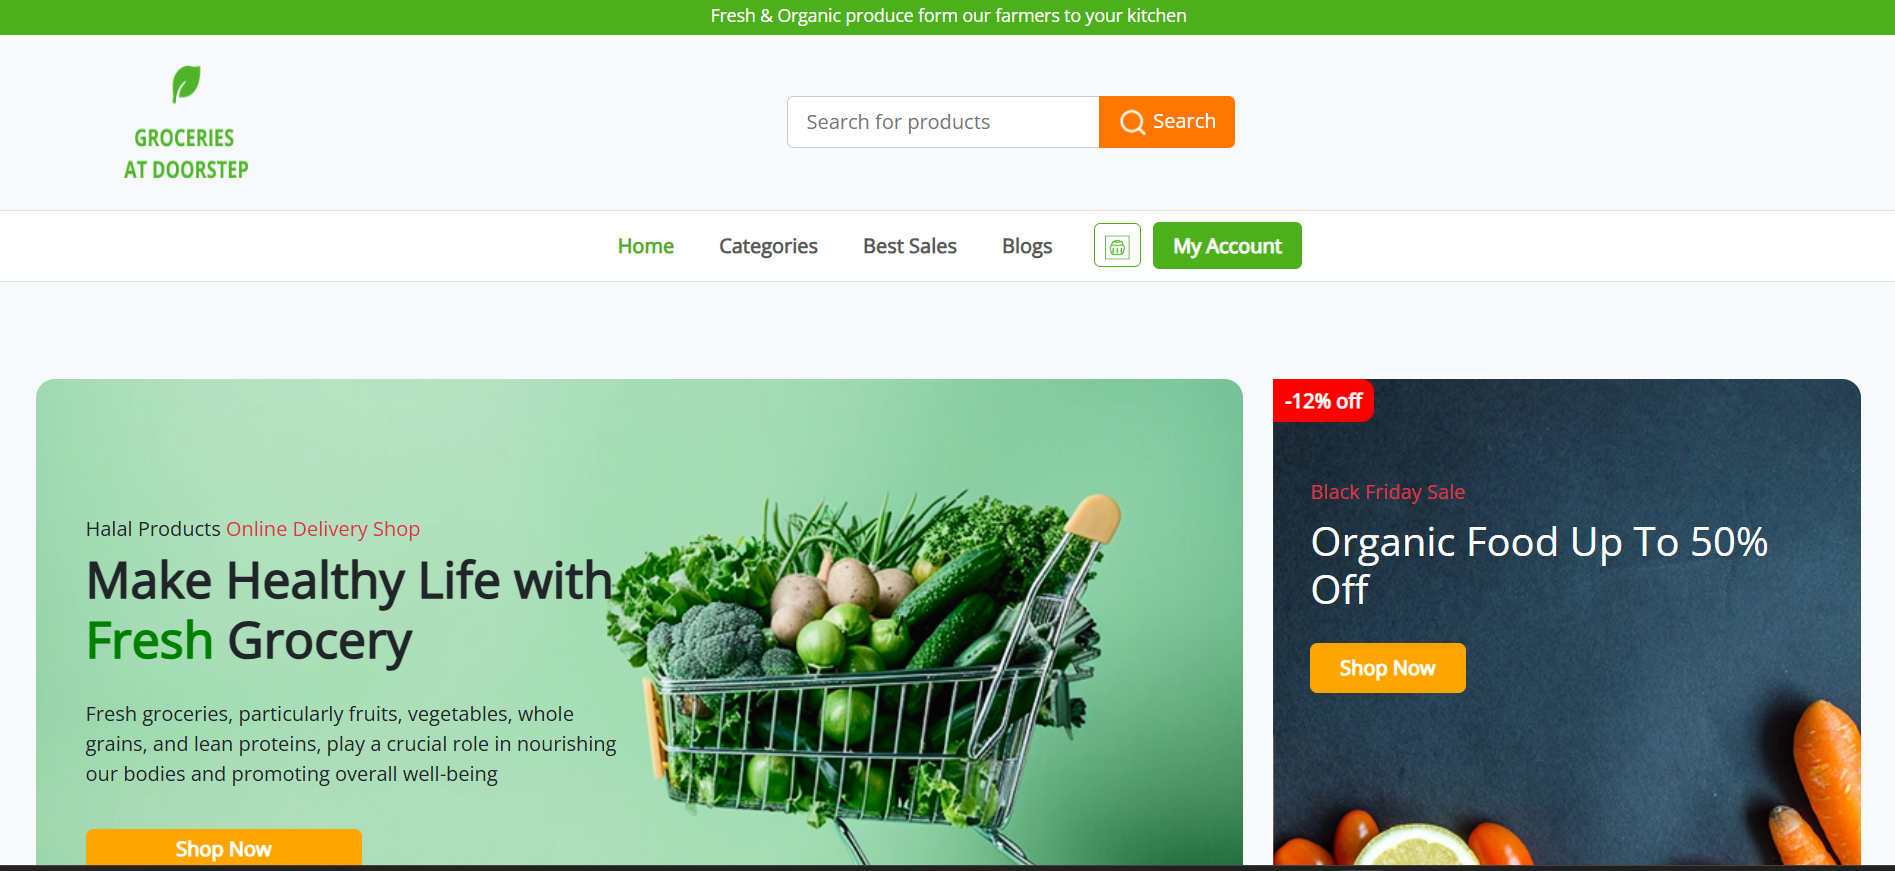 Fresh & Organic produce form our farmers to your kitchen
GROCERIES
AT DOORSTEP
Search for products
Search
Home
Categories
Best Sales
Blogs
My Account
Halal Products Online Delivery Shop
Make Healthy Life with
Fresh Grocery
Fresh groceries, particularly fruits, vegetables, whole
grains, and lean proteins, play a crucial role in nourishing
our bodies and promoting overall well-being
Shop Now
-12% off
Black Friday Sale
Organic Food Up To 50%
Off
Shop Now